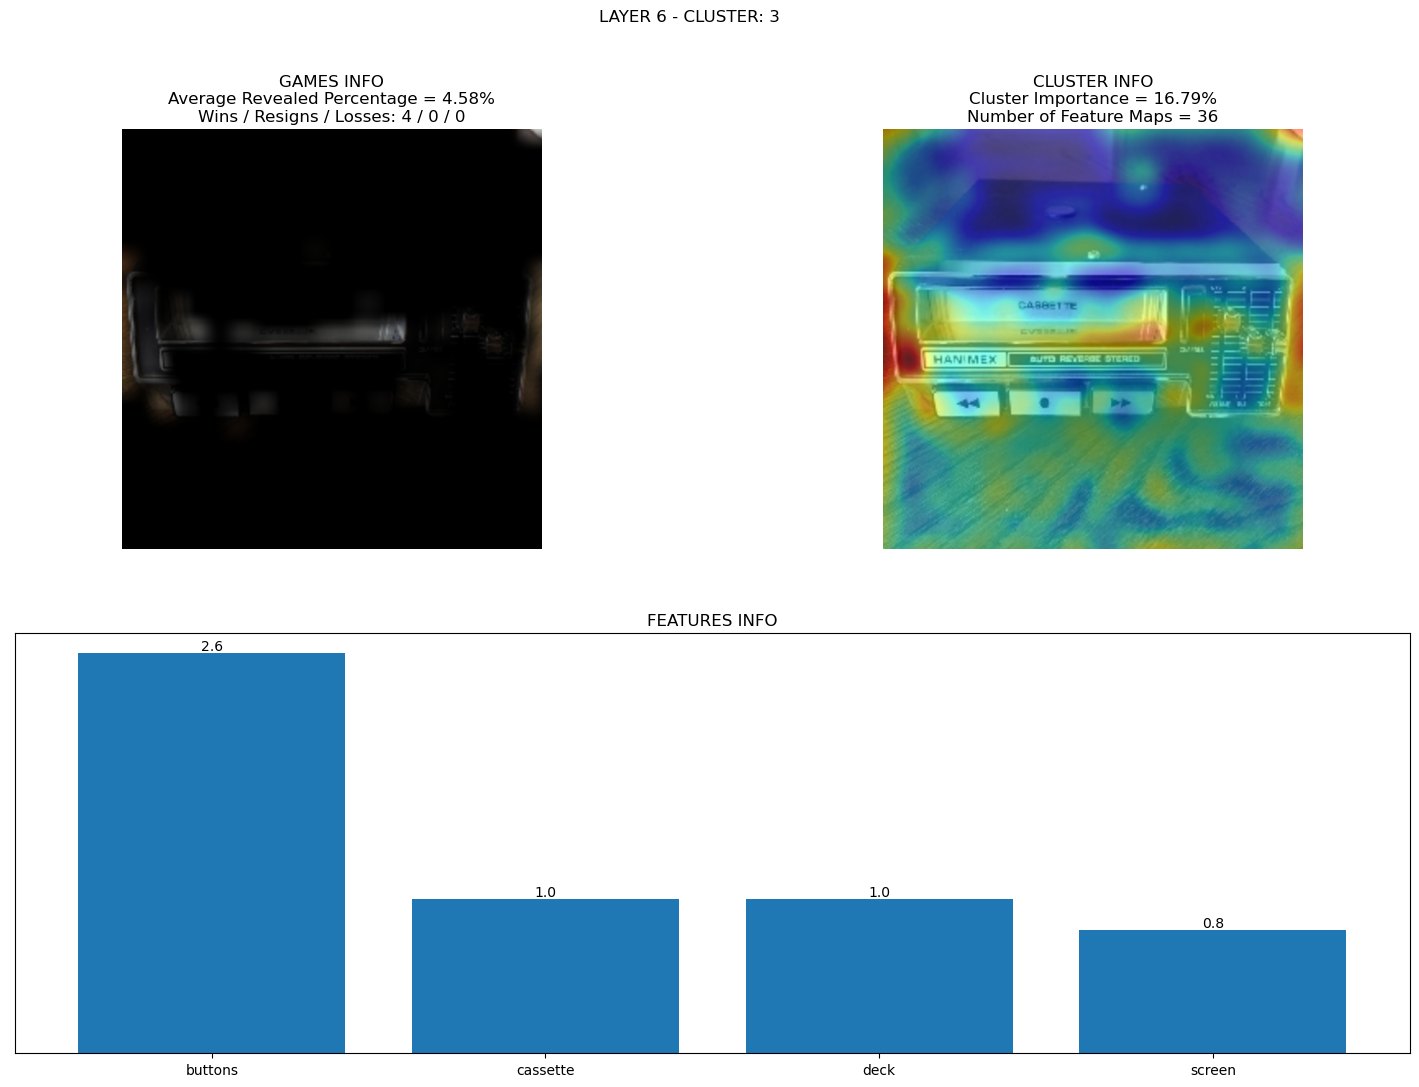 LAYER 6 - CLUSTER: 3
GAMES INFO
Average Revealed Percentage = 4.58%
Wins / Resigns / Losses: 4 / 0 / 0
CLUSTER INFO
Cluster Importance = 16.79%
Number of Feature Maps = 36
CASSETTE
HANIMEX
AUTO REVERSE STEREO
FEATURES INFO
2.6
1.0
1.0
0.8
buttons
cassette
deck
screen